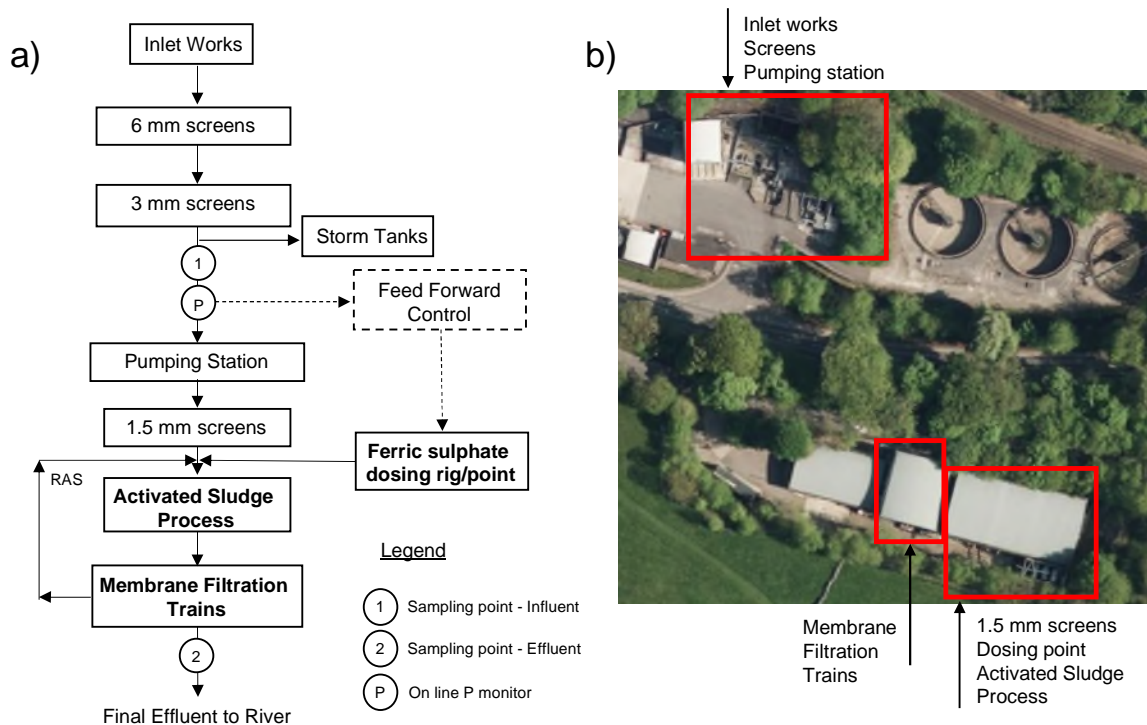 a)
Inlet Works
6 mm screens
3 mm screens
Storm Tanks
1
P
Feed Forward
Control
Pumping Station
1.5 mm screens
RAS
Ferric sulphate
dosing rig/point
Activated Sludge
Process
Membrane Filtration
Trains
2
Final Effluent to River
Legend
1 Sampling point - Influent
2 Sampling point - Effluent
P On line P monitor
b)
Inlet works
Screens
Pumping station
Membrane
Filtration
Trains
1.5 mm screens
Dosing point
Activated Sludge
Process